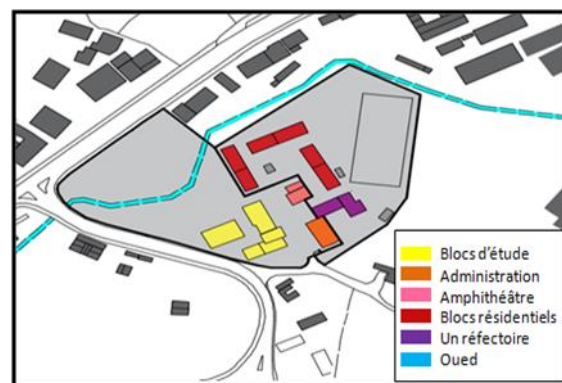 Blocs d'étude
Administration
Amphithéâtre
Blocs résidentiels
Un réfectoire
Oued